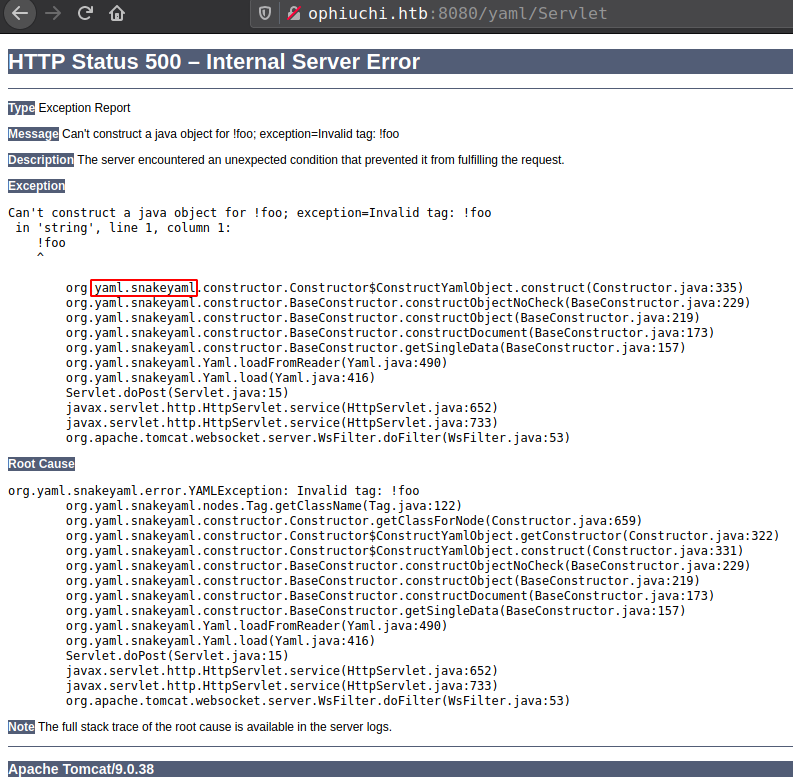 ophiuchi.htb:8080/yaml/Servlet
HTTP Status 500 – Internal Server Error
Type Exception Report
Message Can't construct a java object for !foo; exception=Invalid tag: !foo
Description The server encountered an unexpected condition that prevented it from fulfilling the request.
Exception
Can't construct a java object for !foo; exception=Invalid tag: !foo
 in 'string', line 1, column 1:
    !foo
    ^
org.yaml.snakeyaml.constructor.Constructor$ConstructYamlObject.construct(Constructor.java:335)
org.yaml.snakeyaml.constructor.BaseConstructor.constructObjectNoCheck(BaseConstructor.java:229)
org.yaml.snakeyaml.constructor.BaseConstructor.constructObject(BaseConstructor.java:219)
org.yaml.snakeyaml.constructor.BaseConstructor.constructDocument(BaseConstructor.java:173)
org.yaml.snakeyaml.constructor.BaseConstructor.getSingleData(BaseConstructor.java:157)
org.yaml.snakeyaml.Yaml.loadFromReader(Yaml.java:490)
org.yaml.snakeyaml.Yaml.load(Yaml.java:416)
Servlet.doPost(Servlet.java:15)
javax.servlet.http.HttpServlet.service(HttpServlet.java:652)
javax.servlet.http.HttpServlet.service(HttpServlet.java:733)
org.apache.tomcat.websocket.server.WsFilter.doFilter(WsFilter.java:53)
Root Cause
org.yaml.snakeyaml.error.YAMLException: Invalid tag: !foo
org.yaml.snakeyaml.nodes.Tag.getClassName(Tag.java:122)
org.yaml.snakeyaml.constructor.Constructor.getClassForNode(Constructor.java:659)
org.yaml.snakeyaml.constructor.Constructor$ConstructYamlObject.getConstructor(Constructor.java:322)
org.yaml.snakeyaml.constructor.Constructor$ConstructYamlObject.construct(Constructor.java:331)
org.yaml.snakeyaml.constructor.BaseConstructor.constructObjectNoCheck(BaseConstructor.java:229)
org.yaml.snakeyaml.constructor.BaseConstructor.constructObject(BaseConstructor.java:219)
org.yaml.snakeyaml.constructor.BaseConstructor.constructDocument(BaseConstructor.java:173)
org.yaml.snakeyaml.constructor.BaseConstructor.getSingleData(BaseConstructor.java:157)
org.yaml.snakeyaml.Yaml.loadFromReader(Yaml.java:490)
org.yaml.snakeyaml.Yaml.load(Yaml.java:416)
Servlet.doPost(Servlet.java:15)
javax.servlet.http.HttpServlet.service(HttpServlet.java:652)
javax.servlet.http.HttpServlet.service(HttpServlet.java:733)
org.apache.tomcat.websocket.server.WsFilter.doFilter(WsFilter.java:53)
Note The full stack trace of the root cause is available in the server logs.
Apache Tomcat/9.0.38